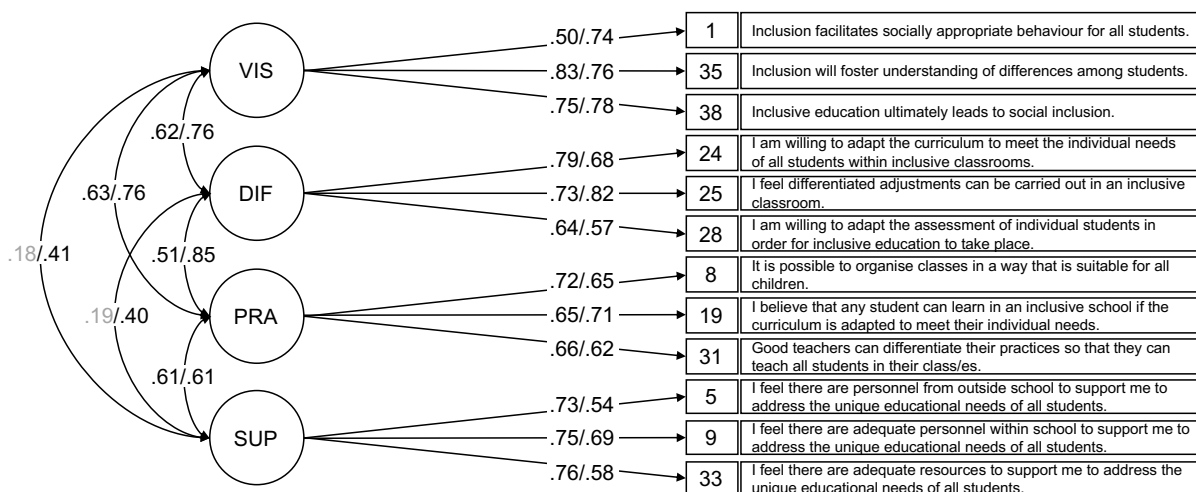 .50/.74
1
Inclusion facilitates socially appropriate behaviour for all students.
VIS
.83/.76
35
Inclusion will foster understanding of differences among students.
.75/.78
38
Inclusive education ultimately leads to social inclusion.
.62/.76
.79/.68
24
I am willing to adapt the curriculum to meet the individual needs
of all students within inclusive classrooms.
.63/.76
DIF
.73/.82
25
I feel differentiated adjustments can be carried out in an inclusive
classroom.
.64/.57
28
I am willing to adapt the assessment of individual students in
order for inclusive education to take place.
.18/.41
.51/.85
.72/.65
8
It is possible to organise classes in a way that is suitable for all
children.
.19/.40
PRA
.65/.71
19
I believe that any student can learn in an inclusive school if the
curriculum is adapted to meet their individual needs.
.66/.62
31
Good teachers can differentiate their practices so that they can
teach all students in their class/es.
.61/.61
.73/.54
5
I feel there are personnel from outside school to support me to
address the unique educational needs of all students.
SUP
.75/.69
9
I feel there are adequate personnel within school to support me to
address the unique educational needs of all students.
.76/.58
33
I feel there are adequate resources to support me to address the
unique educational needs of all students.